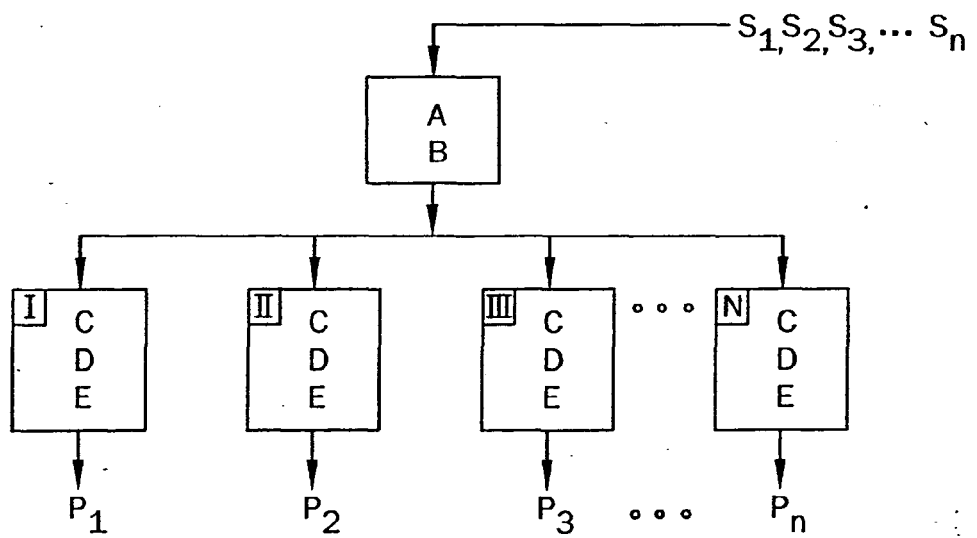 S1, S2, S3, ... Sn
A
B
I II III ∘ ∘ ∘ N
C C C C
D D D D
E E E E
P1 P2 P3 ∘ ∘ ∘ Pn